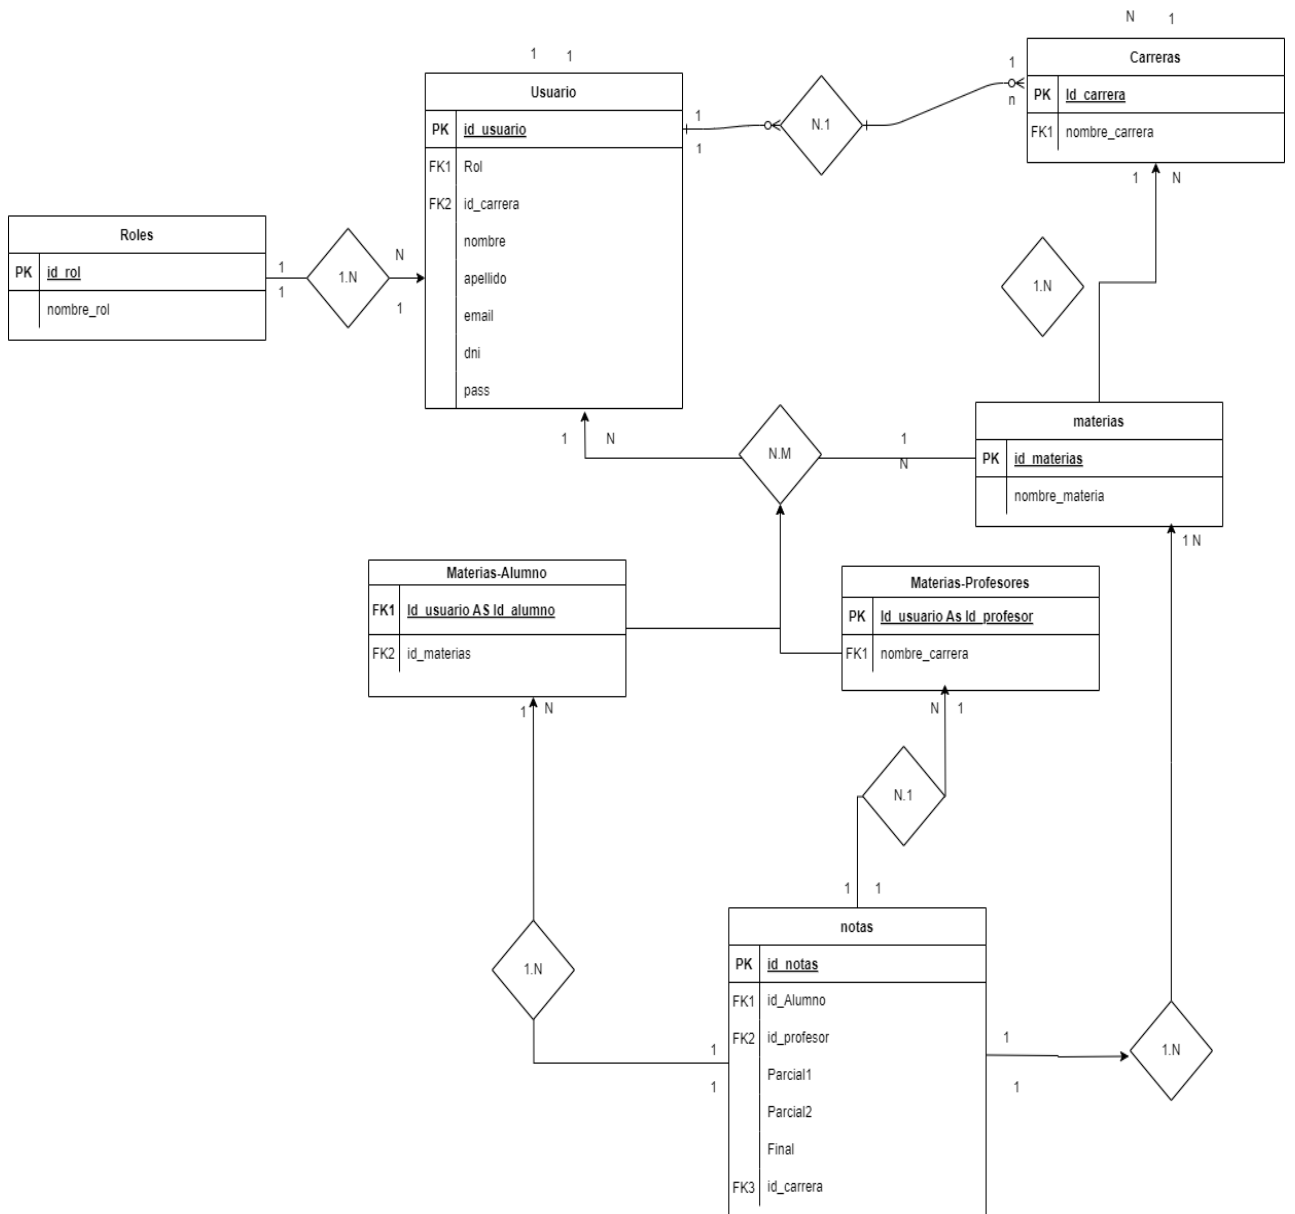 N 1
Carreras
PK Id_carrera
FK1 nombre_carrera
1 1
Usuario
PK id_usuario
FK1 Rol
FK2 id_carrera
nombre
apellido
email
dni
pass
1
1
N.1
1
n
1 N
Roles
PK id_rol
nombre_rol
1
1
1.N
N
1
1.N
materias
PK id_materias
nombre_materia
1 N
N.M
1
N
1 N
Materias-Alumno
FK1 Id_usuario AS Id_alumno
FK2 id_materias
Materias-Profesores
PK Id_usuario As Id_profesor
FK1 nombre_carrera
1 N
N 1
N.1
1 1
notas
PK id_notas
FK1 id_Alumno
FK2 id_profesor
Parcial1
Parcial2
Final
FK3 id_carrera
1.N
1
1
1
1
1.N